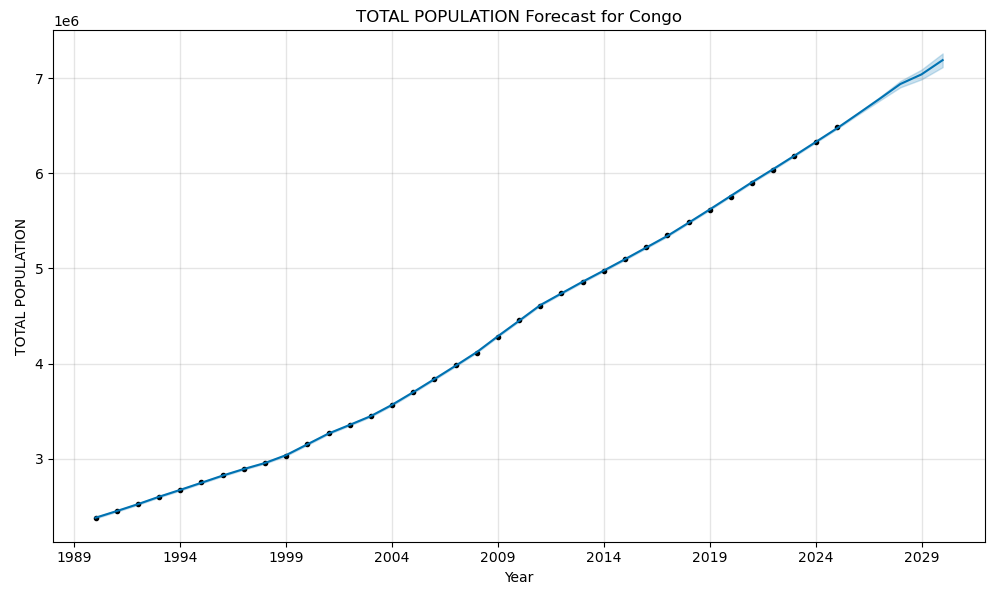 TOTAL POPULATION Forecast for Congo
1e6
7
6
5
4
3
TOTAL POPULATION
1989 1994 1999 2004 2009 2014 2019 2024 2029
Year